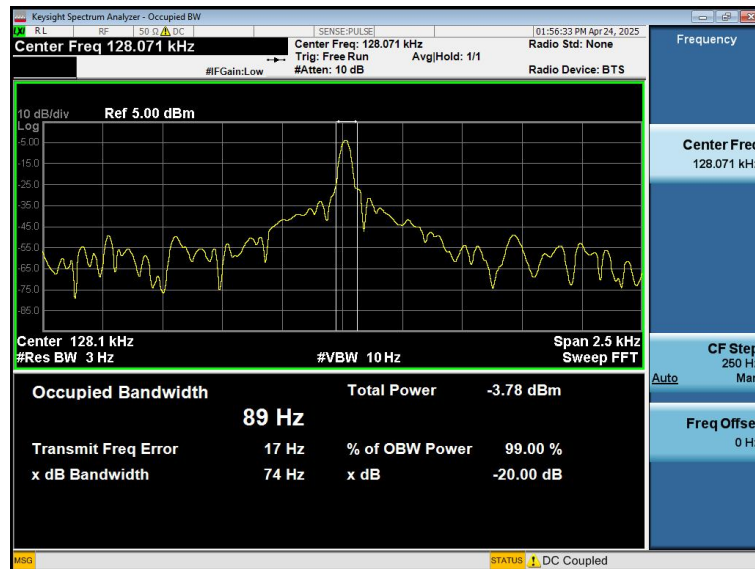 Keysight Spectrum Analyzer - Occupied BW
LXI RL RF 50 Ω DC SENSE:PULSE 01:56:33 PM Apr 24, 2025
Center Freq 128.071 kHz
Center Freq: 128.071 kHz
Radio Std: None
Trig: Free Run Avg|Hold: 1/1
#IFGain:Low
#Atten: 10 dB
Radio Device: BTS
10 dB/div Ref 5.00 dBm
Log
-5.00
-15.0
-25.0
-35.0
-45.0
-55.0
-65.0
-75.0
-85.0
Center 128.1 kHz
Span 2.5 kHz
#Res BW 3 Hz
#VBW 10 Hz
Sweep FFT
Occupied Bandwidth
Total Power -3.78 dBm
89 Hz
Transmit Freq Error 17 Hz
% of OBW Power 99.00 %
x dB Bandwidth 74 Hz
x dB -20.00 dB
Frequency
Center Freq
128.071 kHz
CF Step
250 Hz
Auto Man
Freq Offset
0 Hz
MSG
STATUS DC Coupled